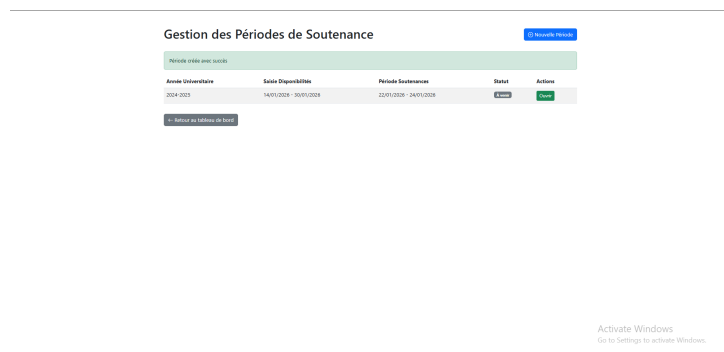 Gestion des Périodes de Soutenance
Nouvelle Période
Période créée avec succès
Année Universitaire Saisie Disponibilités Période Soutenances Statut Actions
2024-2025 14/01/2026 - 30/01/2026 22/01/2026 - 24/01/2026 À venir Ouvrir
← Retour au tableau de bord
Activate Windows
Go to Settings to activate Windows.